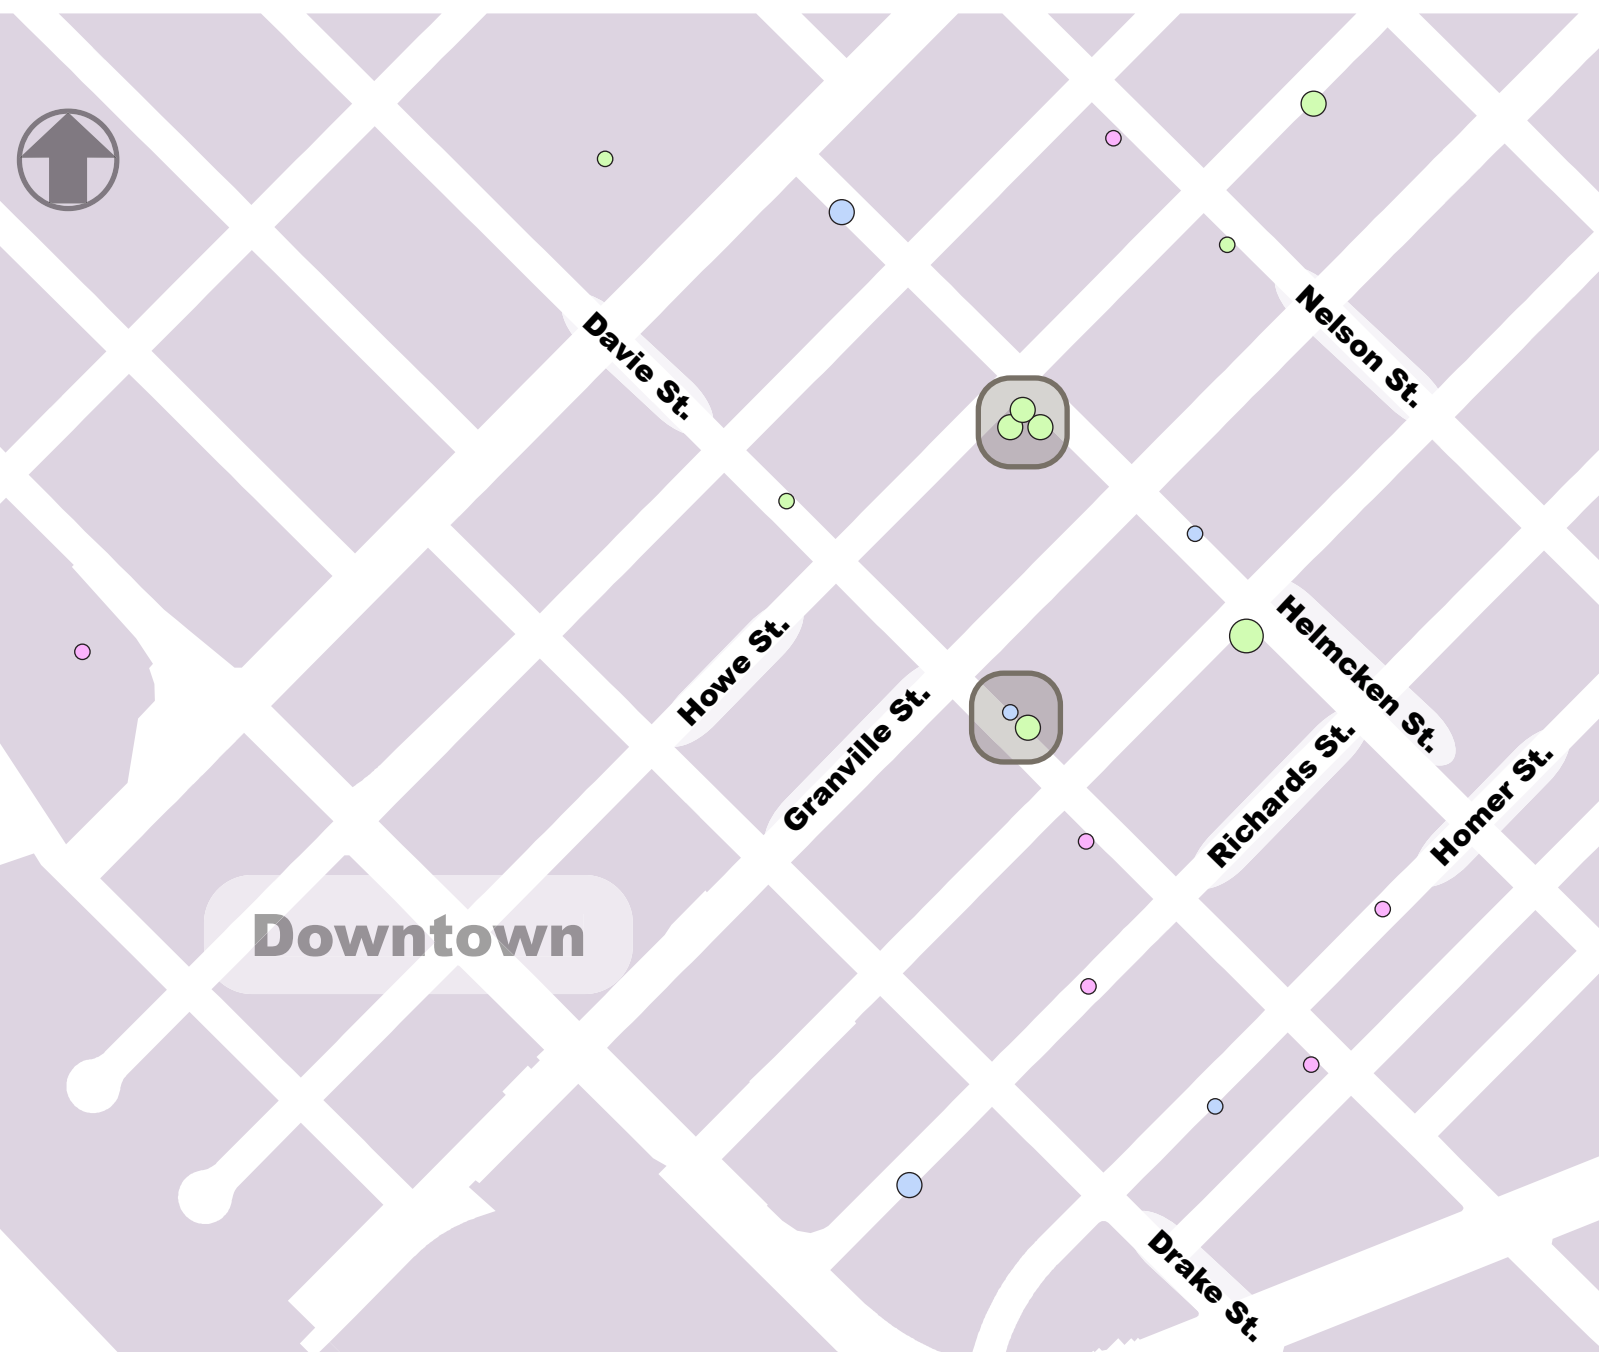 Nelson St.
Davie St.
Helmcken St.
Howe St.
Granville St.
Richards St.
Homer St.
Downtown
Drake St.